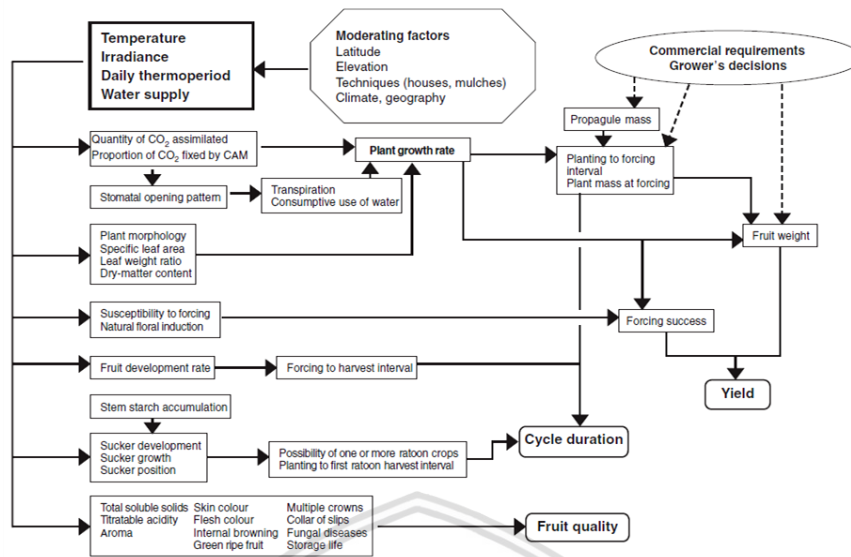 Temperature
Irradiance
Daily thermoperiod
Water supply
Moderating factors
Latitude
Elevation
Techniques (houses, mulches)
Climate, geography
Commercial requirements
Grower's decisions
Propagule mass
Quantity of CO₂ assimilated
Proportion of CO₂ fixed by CAM
Plant growth rate
Planting to forcing
interval
Plant mass at forcing
Stomatal opening pattern
Transpiration
Consumptive use of water
Plant morphology
Specific leaf area
Leaf weight ratio
Dry-matter content
Fruit weight
Susceptibility to forcing
Natural floral induction
Forcing success
Fruit development rate
Forcing to harvest interval
Yield
Stem starch accumulation
Sucker development
Sucker growth
Sucker position
Possibility of one or more ratoon crops
Planting to first ratoon harvest interval
Cycle duration
Total soluble solids Skin colour Multiple crowns
Titratable acidity Flesh colour Collar of slips
Aroma Internal browning Fungal diseases
Green ripe fruit Storage life
Fruit quality